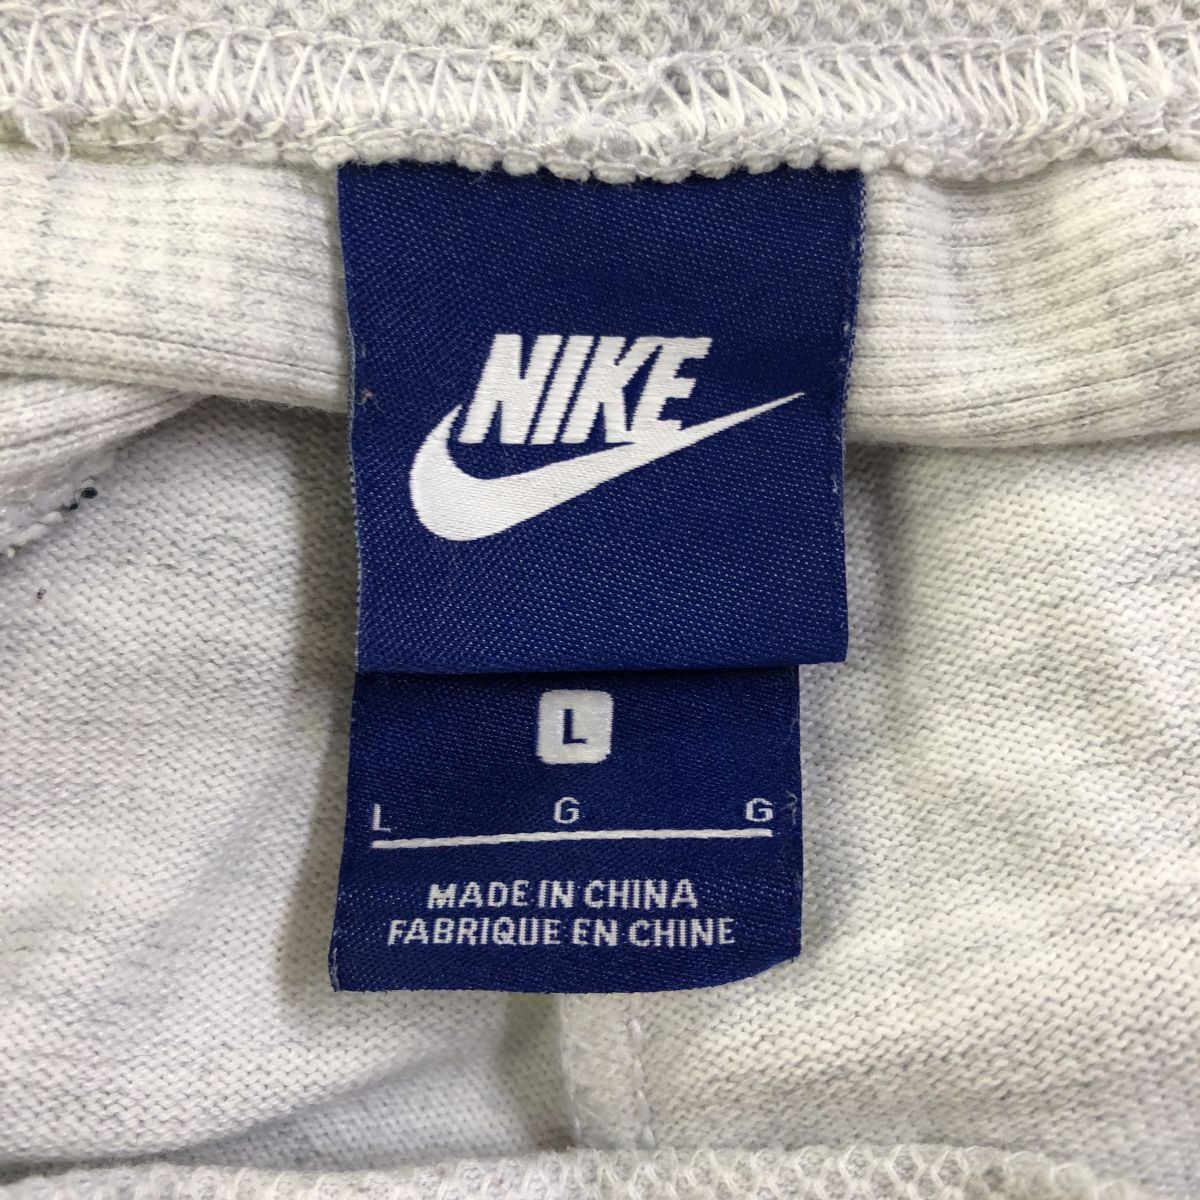 NIKE
L
L G G
MADE IN CHINA
FABRIQUE EN CHINE